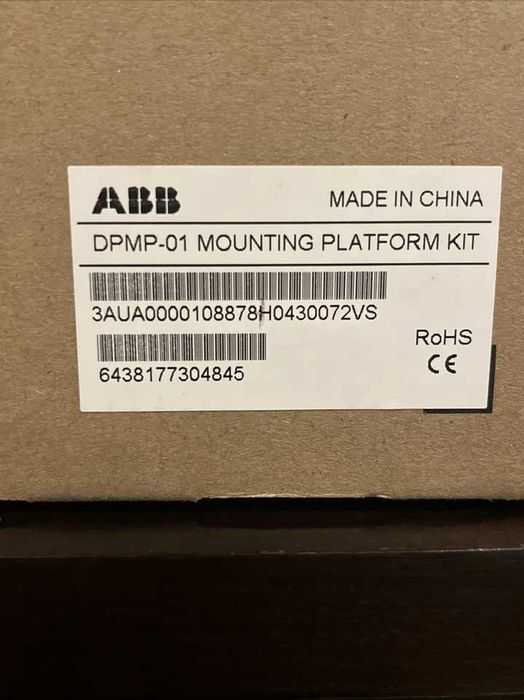 ABB MADE IN CHINA
DPMP-01 MOUNTING PLATFORM KIT
3AUA0000108878H0430072VS
RoHS
6438177304845 CE